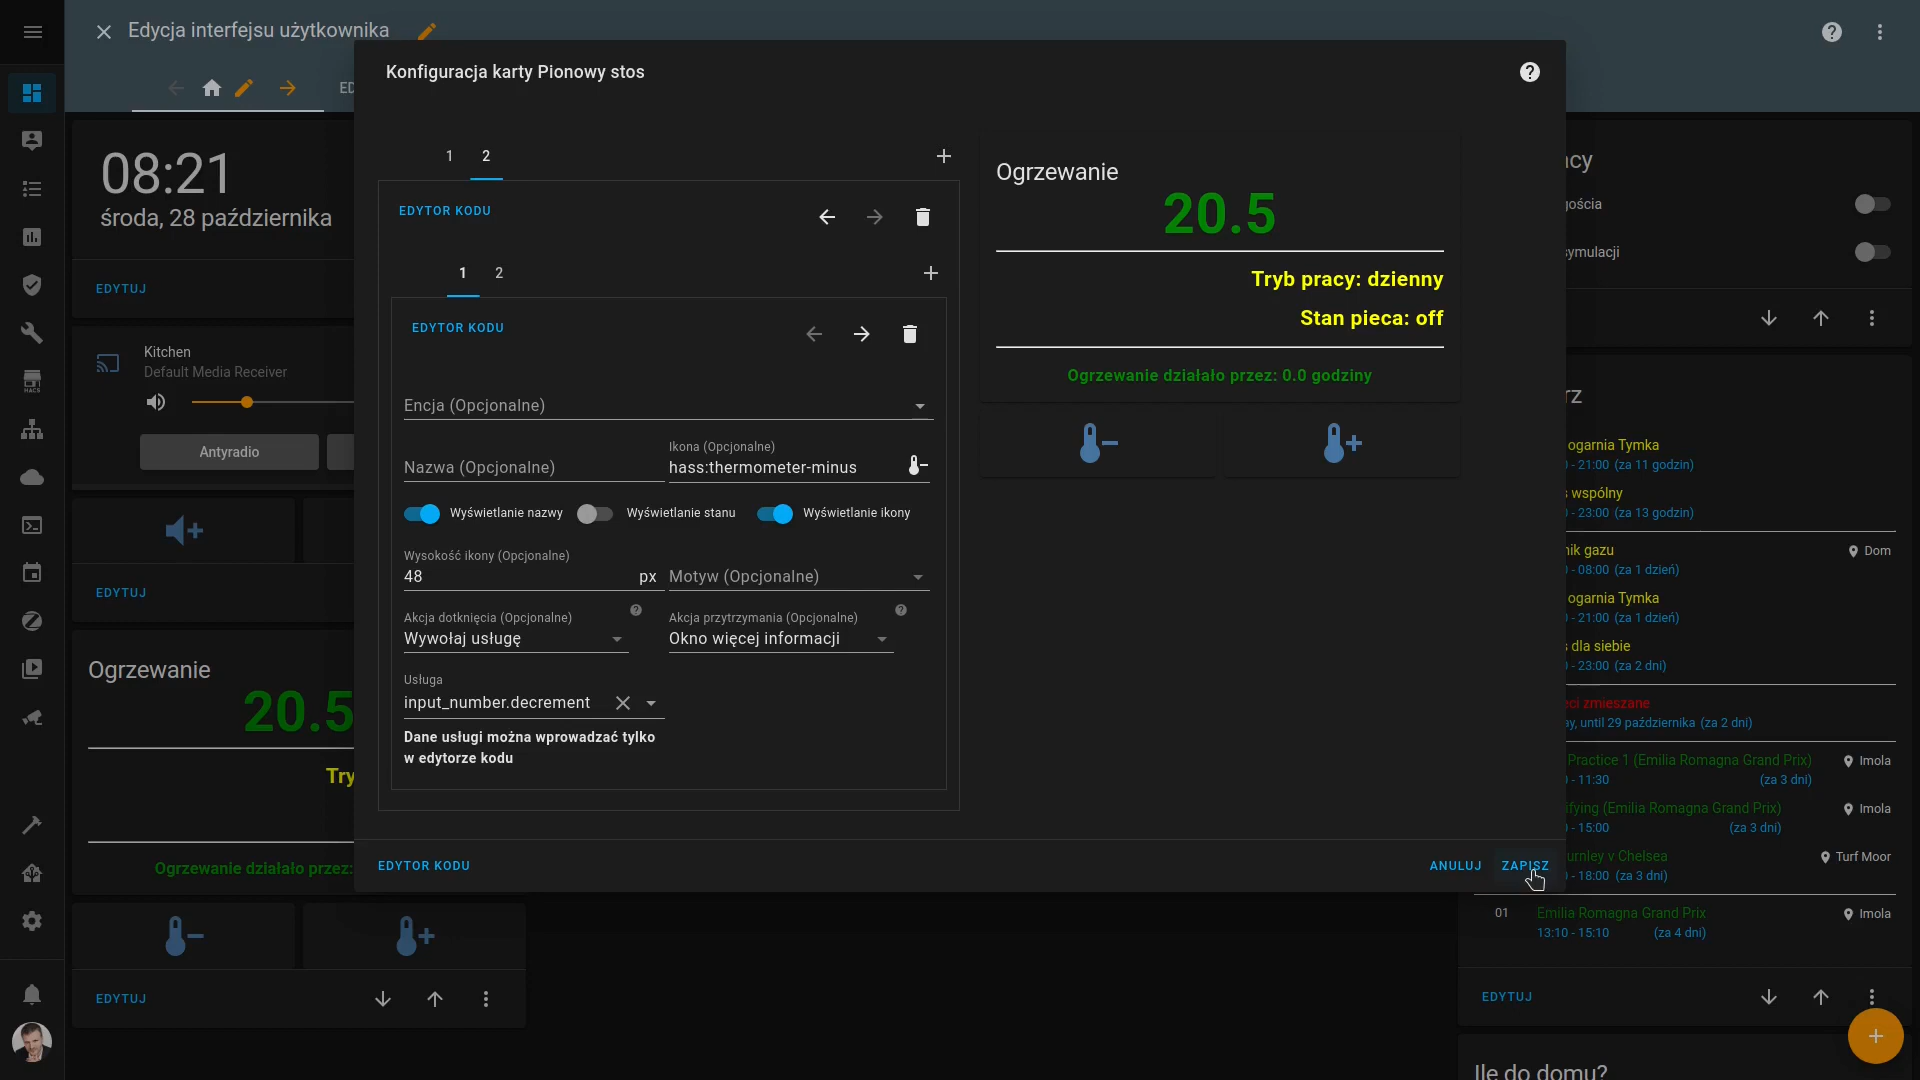 Edycja interfejsu użytkownika
Konfiguracja karty Pionowy stos
08:21
środa, 28 października
EDYTUJ
Kitchen
Default Media Receiver
Antyradio
EDYTUJ
Ogrzewanie
20.5
Ogrzewanie działało przez:
EDYTUJ
1 2
EDYTOR KODU
1 2
EDYTOR KODU
Encja (Opcjonalne)
Nazwa (Opcjonalne)
Ikona (Opcjonalne)
hass:thermometer-minus
Wyświetlanie nazwy
Wyświetlanie stanu
Wyświetlanie ikony
Wysokość ikony (Opcjonalne)
48 px
Motyw (Opcjonalne)
Akcja dotknięcia (Opcjonalne)
Wywołaj usługę
Akcja przytrzymania (Opcjonalne)
Okno więcej informacji
Usługa
input_number.decrement
Dane usługi można wprowadzać tylko
w edytorze kodu
Ogrzewanie
20.5
Tryb pracy: dzienny
Stan pieca: off
Ogrzewanie działało przez: 0.0 godziny
EDYTOR KODU
ANULUJ
ZAPISZ
ogarnia Tymka
- 21:00 (za 11 godzin)
wspólny
- 23:00 (za 13 godzin)
gazu
Dom
- 08:00 (za 1 dzień)
ogarnia Tymka
- 21:00 (za 1 dzień)
dla siebie
- 23:00 (za 2 dni)
zmieszane
until 29 października (za 2 dni)
Practice 1 (Emilia Romagna Grand Prix)
Imola
- 11:30 (za 3 dni)
(Emilia Romagna Grand Prix)
Imola
- 15:00 (za 3 dni)
v Chelsea
Turf Moor
- 18:00 (za 3 dni)
01
Emilia Romagna Grand Prix
Imola
13:10 - 15:10 (za 4 dni)
EDYTUJ
Ile do domu?